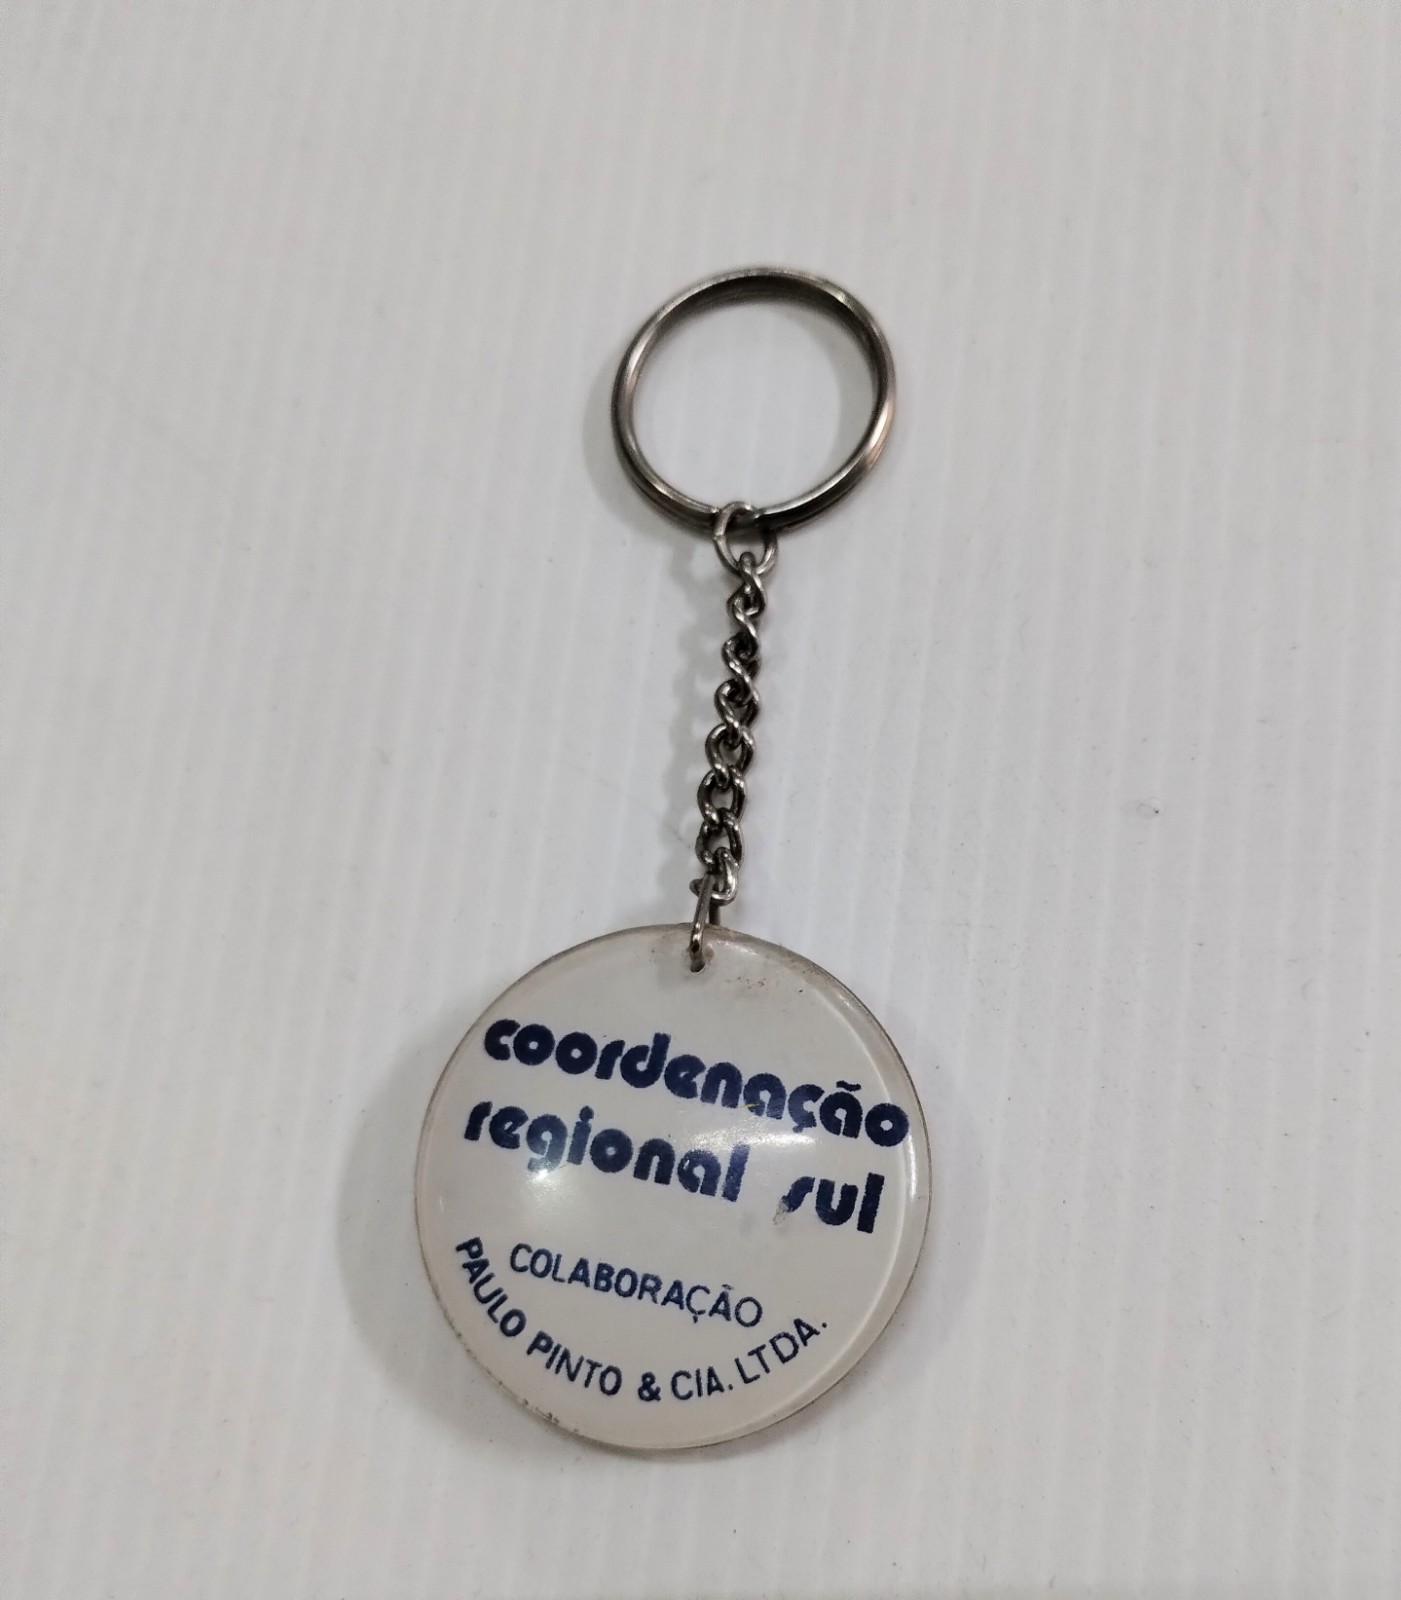 coordenação
regional sul
COLABORAÇÃO
PAULO PINTO & CIA. LTDA.